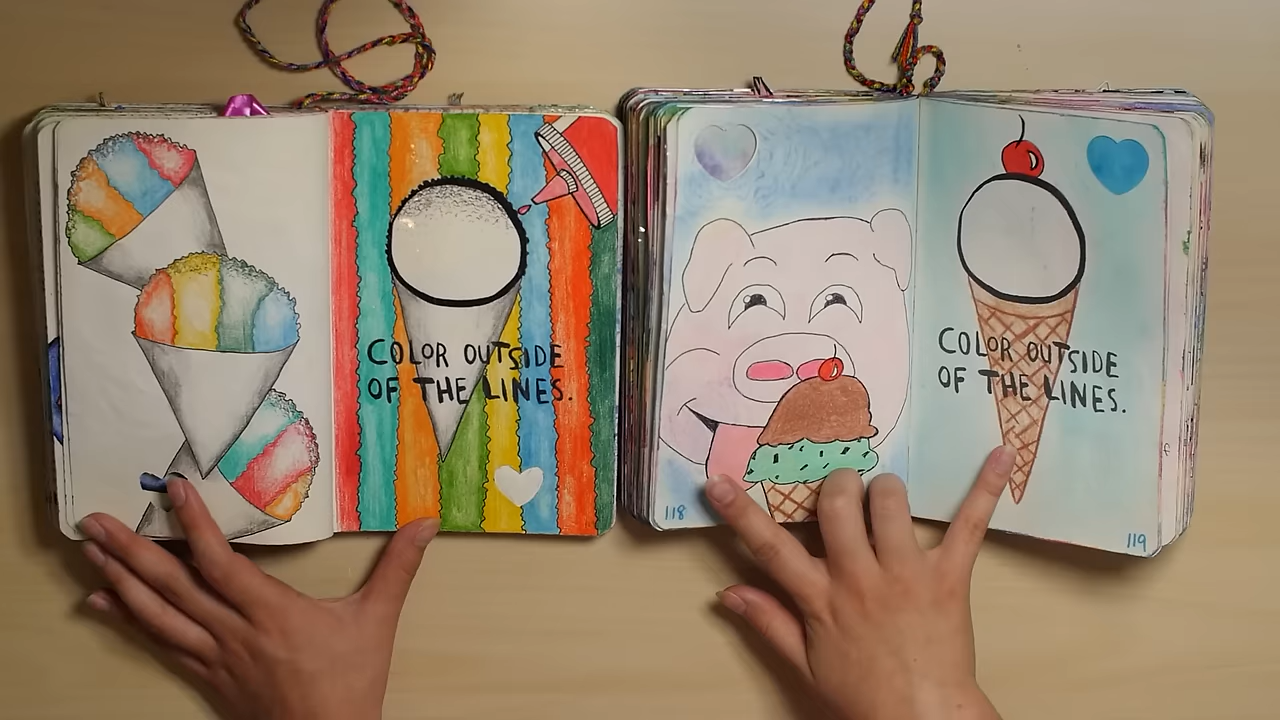 COLOR OUTSIDE
OF THE LINES.
COLOR OUTSIDE
OF THE LINES.
118
119